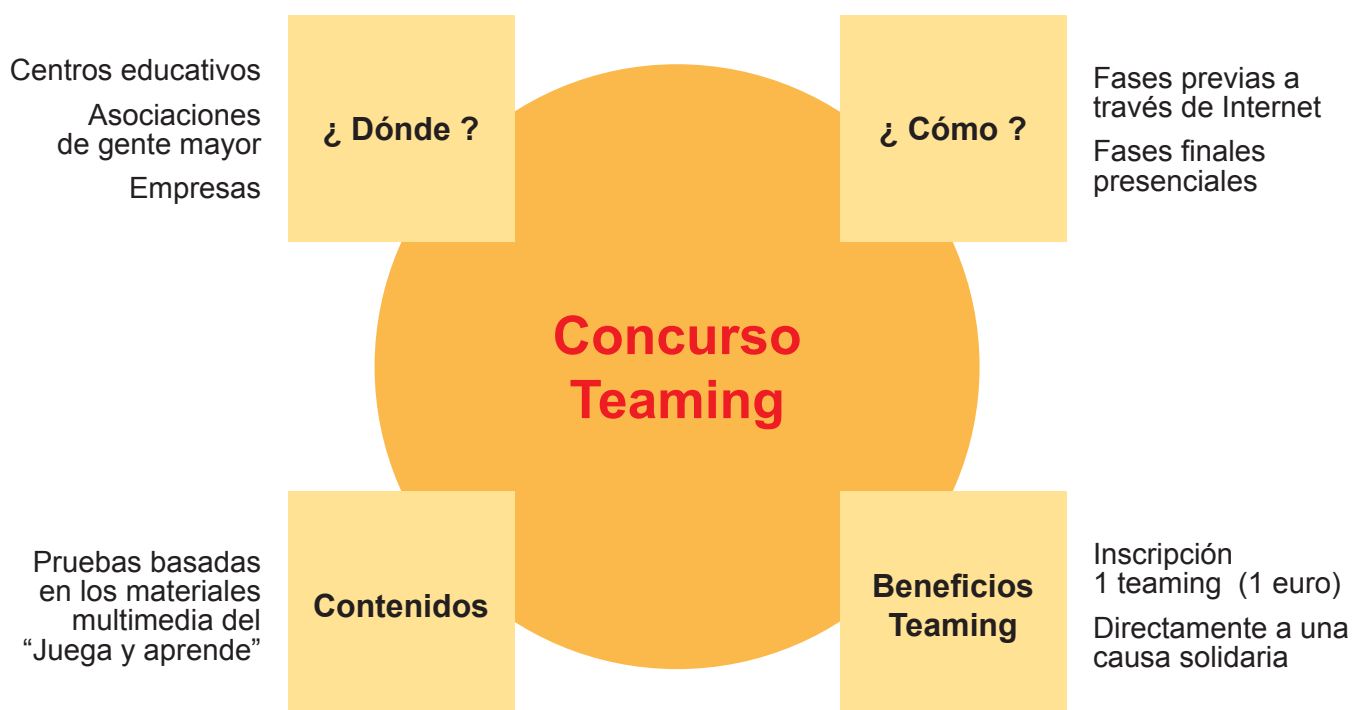 Centros educativos
Asociaciones
de gente mayor
Empresas
¿ Dónde ?
¿ Cómo ?
Fases previas a
través de Internet
Fases finales
presenciales
Concurso
Teaming
Pruebas basadas
en los materiales
multimedia del
“Juega y aprende”
Contenidos
Beneficios
Teaming
Inscripción
1 teaming (1 euro)
Directamente a una
causa solidaria